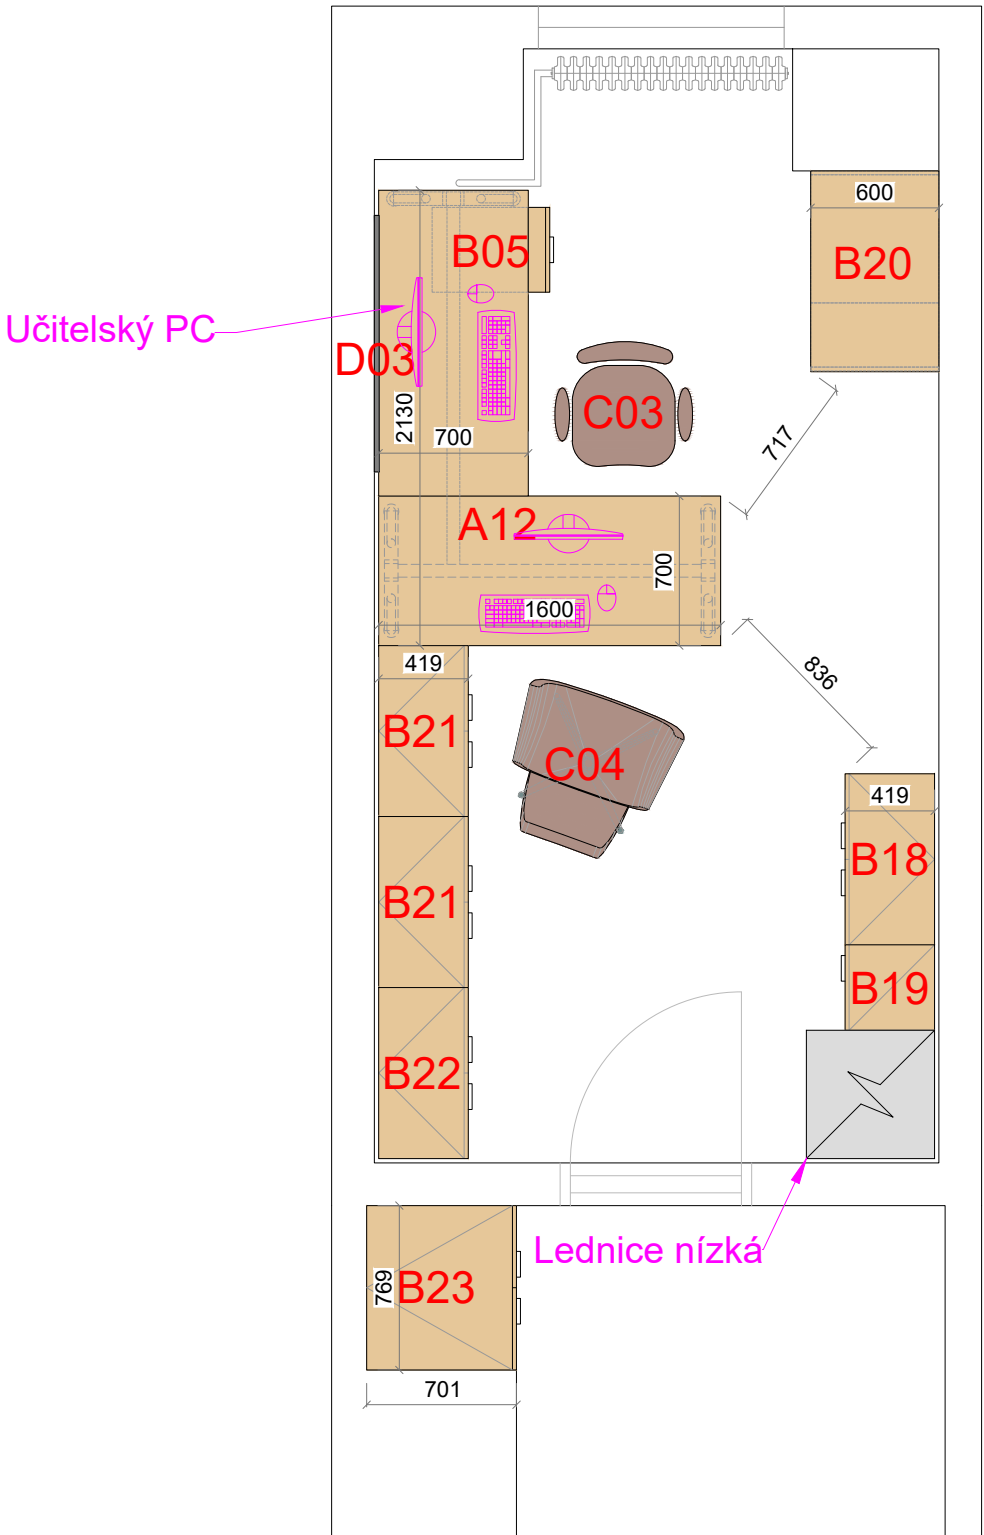 600
B05
B20
Učitelský PC
D03
2130
700
C03
717
A12
700
1600
419
836
B21
C04
419
B18
B21
B19
B22
Lednice nízká
769
B23
701